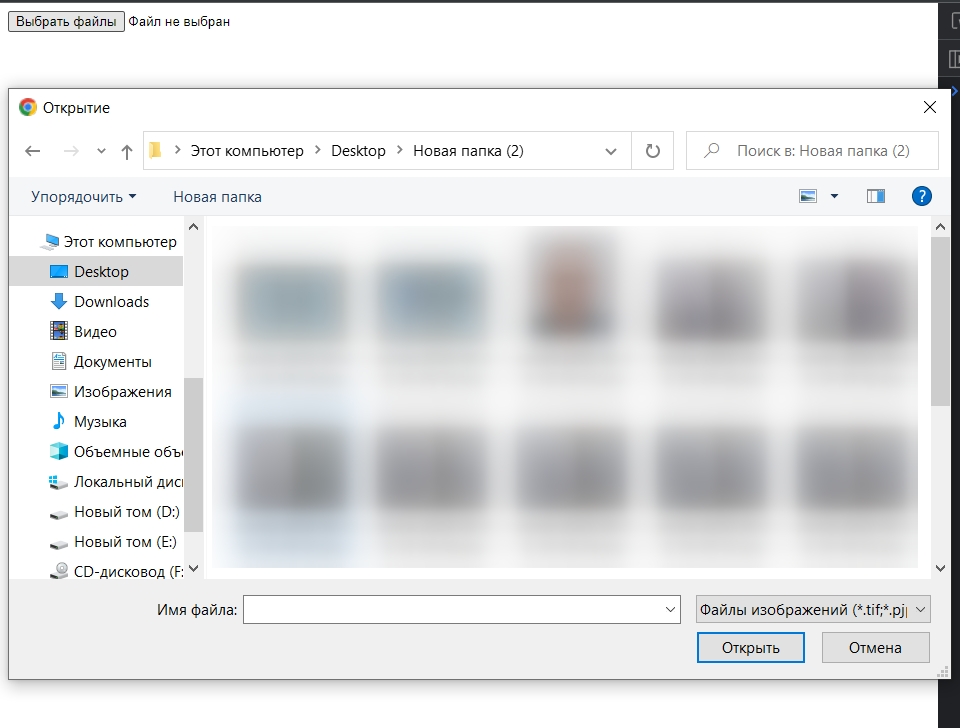 Выбрать файлы Файл не выбран
Открытие
Этот компьютер Desktop Новая папка (2)
Поиск в: Новая папка (2)
Упорядочить Новая папка
Этот компьютер
Desktop
Downloads
Видео
Документы
Изображения
Музыка
Объемные объ
Локальный дис
Новый том (D:)
Новый том (E:)
CD-дисковод (F:
Имя файла:
Файлы изображений (*.tif;*.pjp
Открыть Отмена